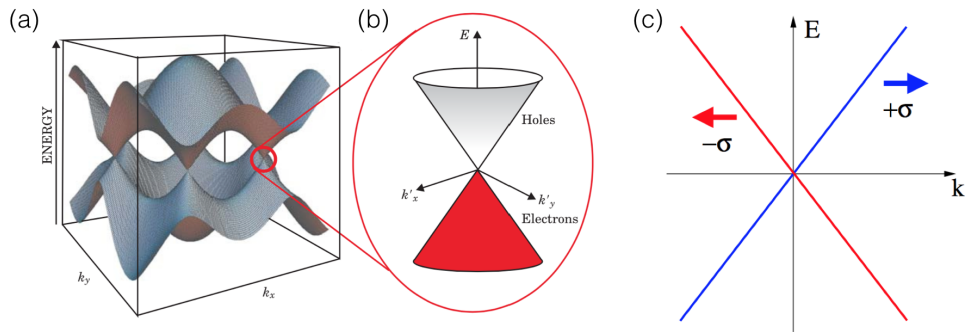 (a)
ENERGY
k_y
k_x
(b)
E
Holes
k'_x
k'_y
Electrons
(c)
E
+σ
−σ
k